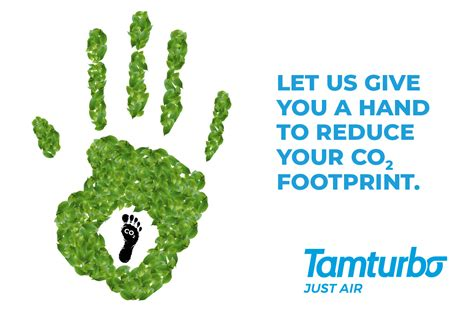 LET US GIVE
YOU A HAND
TO REDUCE
YOUR CO₂
FOOTPRINT.
CO₂
Tamturbo
JUST AIR